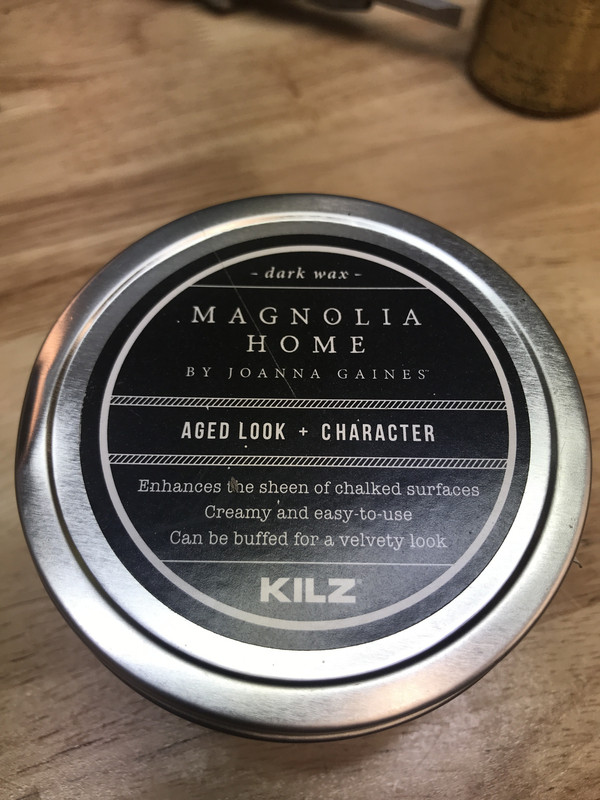 - dark wax -
MAGNOLIA
HOME
BY JOANNA GAINES™
AGED LOOK + CHARACTER
Enhances the sheen of chalked surfaces
Creamy and easy-to-use
Can be buffed for a velvety look
KILZ®